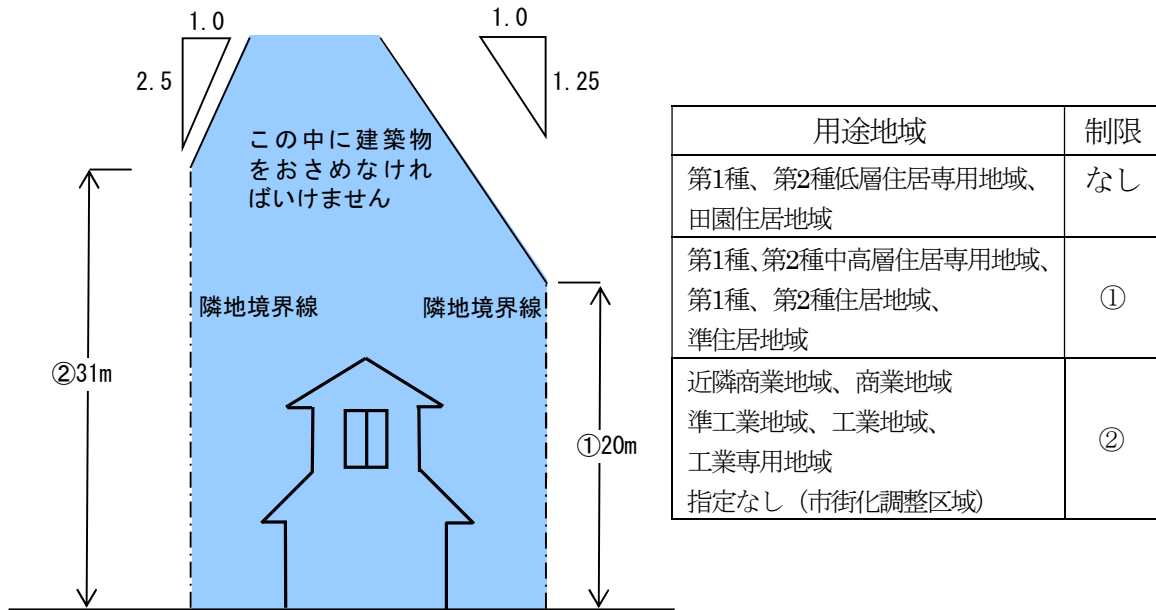 1.0
2.5
1.0
1.25
この中に建築物
をおさめなけれ
ばいけません
隣地境界線
隣地境界線
②31m
①20m
用途地域 制限
第1種、第2種低層住居専用地域、
田園住居地域
なし
第1種、第2種中高層住居専用地域、
第1種、第2種住居地域、
準住居地域
①
近隣商業地域、商業地域
準工業地域、工業地域、
工業専用地域
指定なし（市街化調整区域）
②